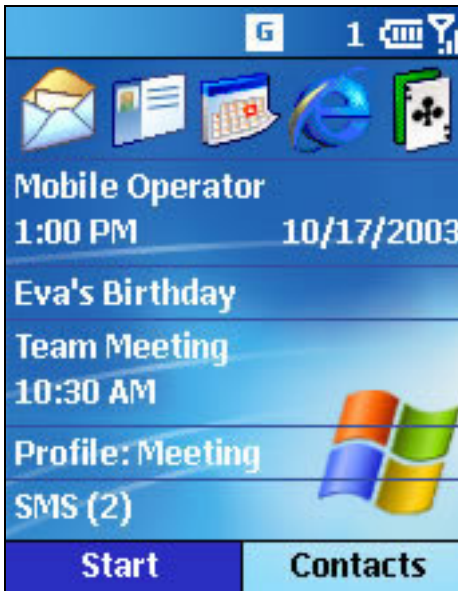 G 1
Mobile Operator
1:00 PM 10/17/2003
Eva's Birthday
Team Meeting
10:30 AM
Profile: Meeting
SMS (2)
Start Contacts